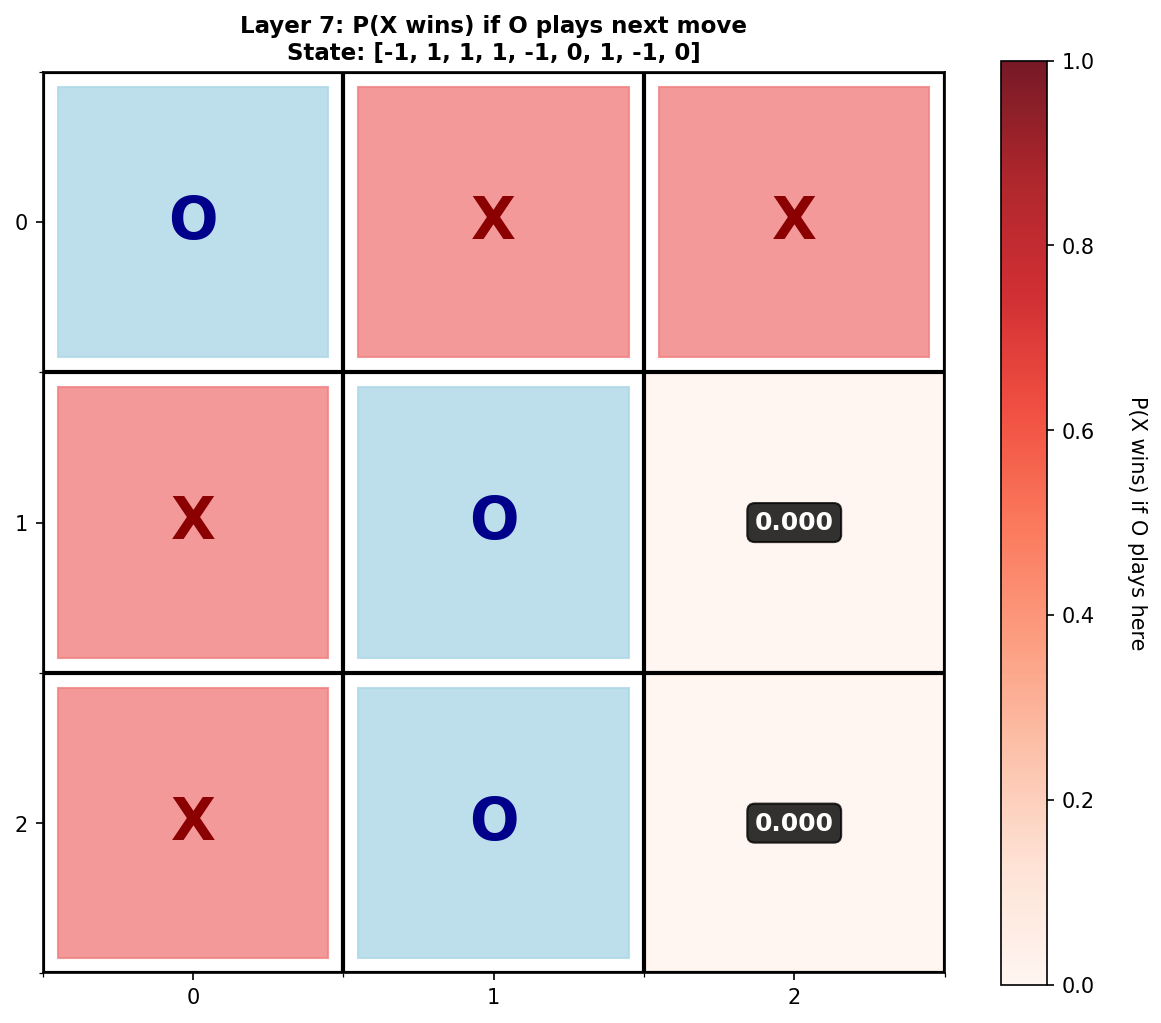 Layer 7: P(X wins) if O plays next move
State: [-1, 1, 1, 1, -1, 0, 1, -1, 0]
1.0
0.8
0.6
0.4
0.2
0.0
P(X wins) if O plays here
0
O
X
X
1
X
O
0.000
2
X
O
0.000
0
1
2